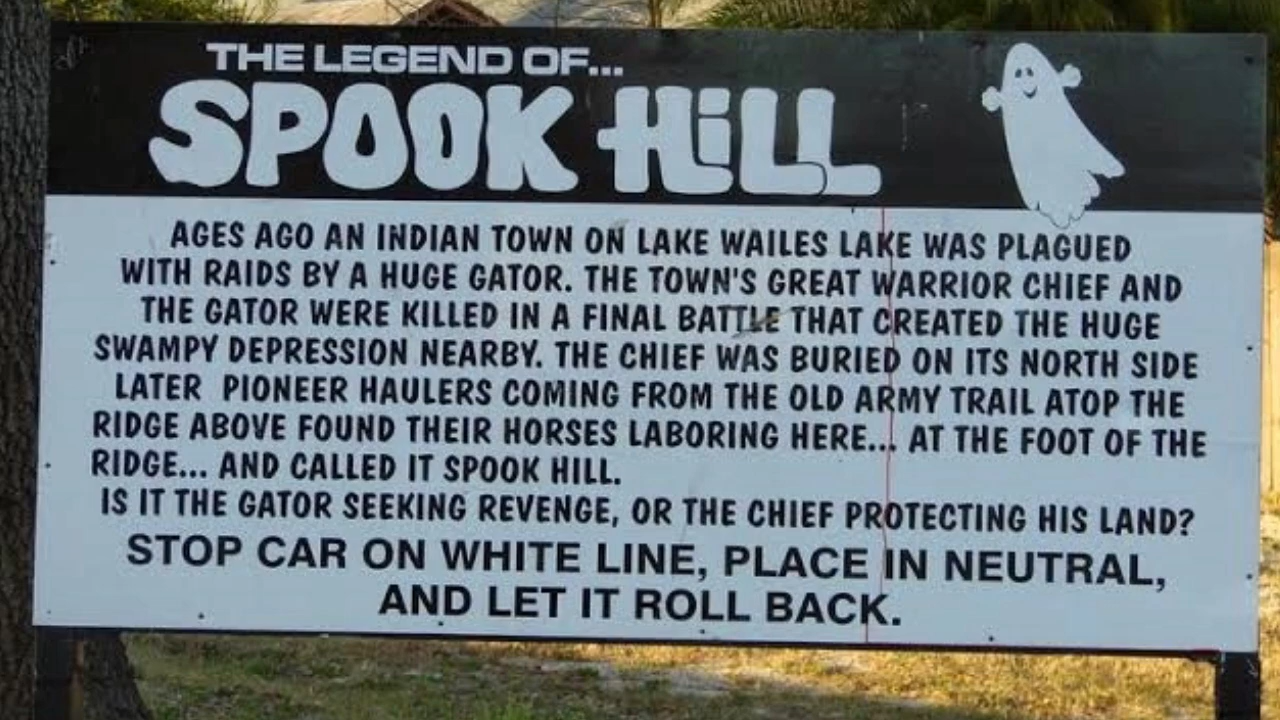 THE LEGEND OF...
SPOOK HiLL
AGES AGO AN INDIAN TOWN ON LAKE WAILES LAKE WAS PLAGUED
WITH RAIDS BY A HUGE GATOR. THE TOWN'S GREAT WARRIOR CHIEF AND
THE GATOR WERE KILLED IN A FINAL BATTLE THAT CREATED THE HUGE
SWAMPY DEPRESSION NEARBY. THE CHIEF WAS BURIED ON ITS NORTH SIDE
LATER PIONEER HAULERS COMING FROM THE OLD ARMY TRAIL ATOP THE
RIDGE ABOVE FOUND THEIR HORSES LABORING HERE... AT THE FOOT OF THE
RIDGE... AND CALLED IT SPOOK HILL.
IS IT THE GATOR SEEKING REVENGE, OR THE CHIEF PROTECTING HIS LAND?
STOP CAR ON WHITE LINE, PLACE IN NEUTRAL,
AND LET IT ROLL BACK.